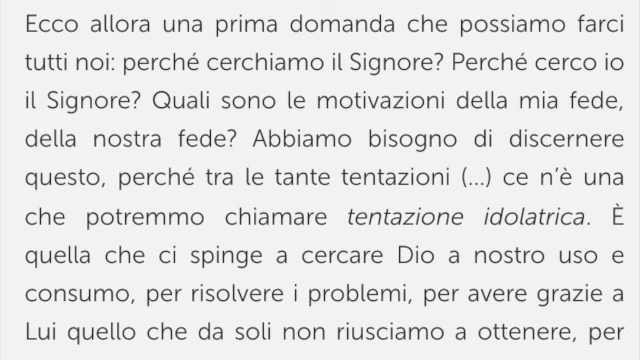 Ecco allora una prima domanda che possiamo farci
tutti noi: perché cerchiamo il Signore? Perché cerco io
il Signore? Quali sono le motivazioni della mia fede,
della nostra fede? Abbiamo bisogno di discernere
questo, perché tra le tante tentazioni (...) ce n’è una
che potremmo chiamare tentazione idolatrica. È
quella che ci spinge a cercare Dio a nostro uso e
consumo, per risolvere i problemi, per avere grazie a
Lui quello che da soli non riusciamo a ottenere, per